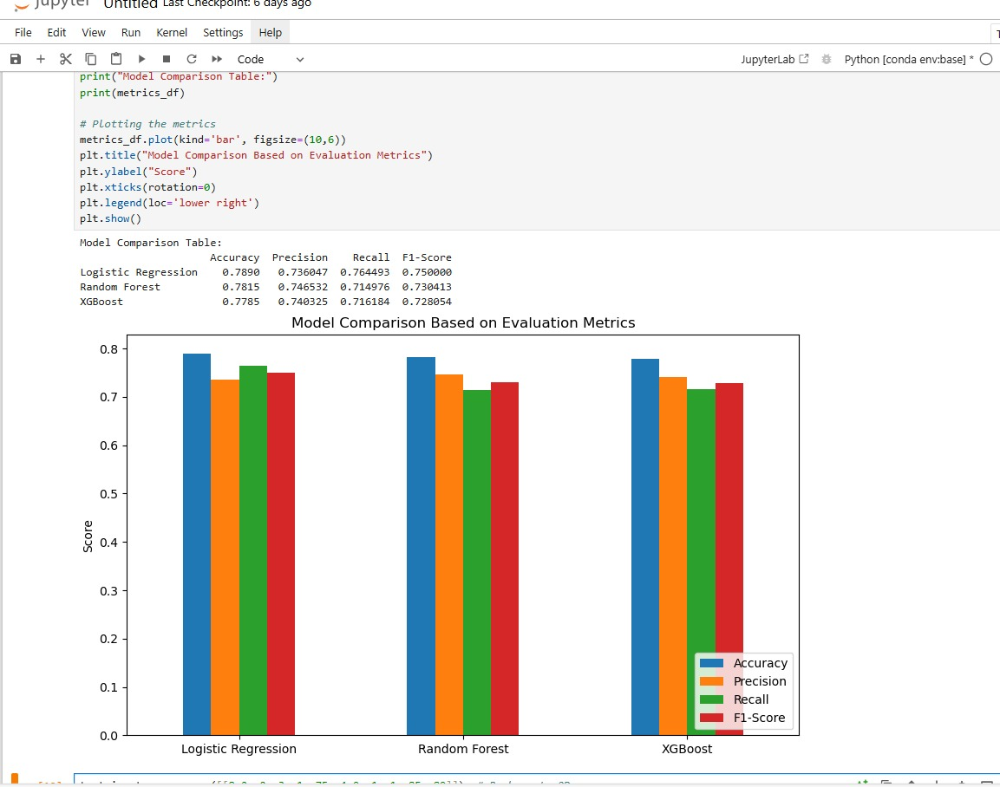 jupyter Untitled Last Checkpoint: 6 days ago
File Edit View Run Kernel Settings Help
Code JupyterLab Python [conda env:base] *
print("Model Comparison Table:")
print(metrics_df)
# Plotting the metrics
metrics_df.plot(kind='bar', figsize=(10,6))
plt.title("Model Comparison Based on Evaluation Metrics")
plt.ylabel("Score")
plt.xticks(rotation=0)
plt.legend(loc='lower right')
plt.show()
Model Comparison Table:
Accuracy Precision Recall F1-Score
Logistic Regression 0.7890 0.736047 0.764493 0.750000
Random Forest 0.7815 0.746532 0.714976 0.730413
XGBoost 0.7785 0.740325 0.716184 0.728054
Model Comparison Based on Evaluation Metrics
0.8
0.7
0.6
0.5
0.4
0.3
0.2
0.1
0.0
Score
Accuracy
Precision
Recall
F1-Score
Logistic Regression Random Forest XGBoost